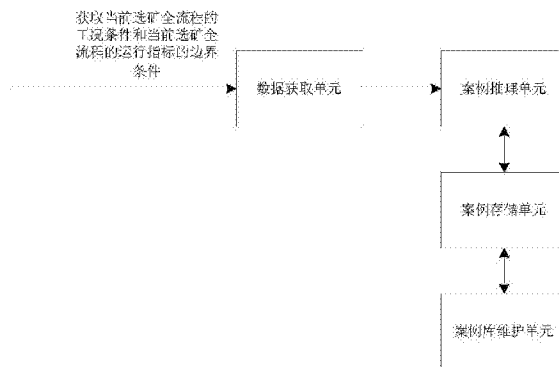 获取当前选矿全流程的
工况条件和当前选矿全
流程的运行指标的边界
条件
数据获取单元
案例推理单元
案例存储单元
案例库维护单元